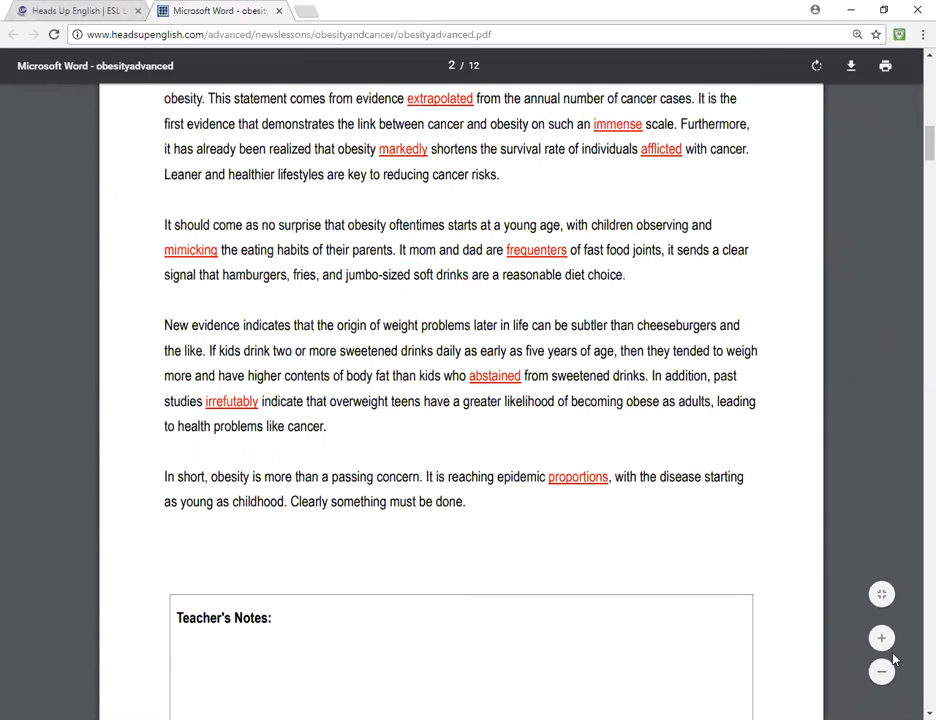 Heads Up English | ESL L
Microsoft Word - obesity
www.headsupenglish.com/advanced/newslessons/obesityandcancer/obesityadvanced.pdf
Microsoft Word - obesityadvanced
2 / 12
obesity. This statement comes from evidence extrapolated from the annual number of cancer cases. It is the
first evidence that demonstrates the link between cancer and obesity on such an immense scale. Furthermore,
it has already been realized that obesity markedly shortens the survival rate of individuals afflicted with cancer.
Leaner and healthier lifestyles are key to reducing cancer risks.
It should come as no surprise that obesity oftentimes starts at a young age, with children observing and
mimicking the eating habits of their parents. It mom and dad are frequenters of fast food joints, it sends a clear
signal that hamburgers, fries, and jumbo-sized soft drinks are a reasonable diet choice.
New evidence indicates that the origin of weight problems later in life can be subtler than cheeseburgers and
the like. If kids drink two or more sweetened drinks daily as early as five years of age, then they tended to weigh
more and have higher contents of body fat than kids who abstained from sweetened drinks. In addition, past
studies irrefutably indicate that overweight teens have a greater likelihood of becoming obese as adults, leading
to health problems like cancer.
In short, obesity is more than a passing concern. It is reaching epidemic proportions, with the disease starting
as young as childhood. Clearly something must be done.
Teacher's Notes: